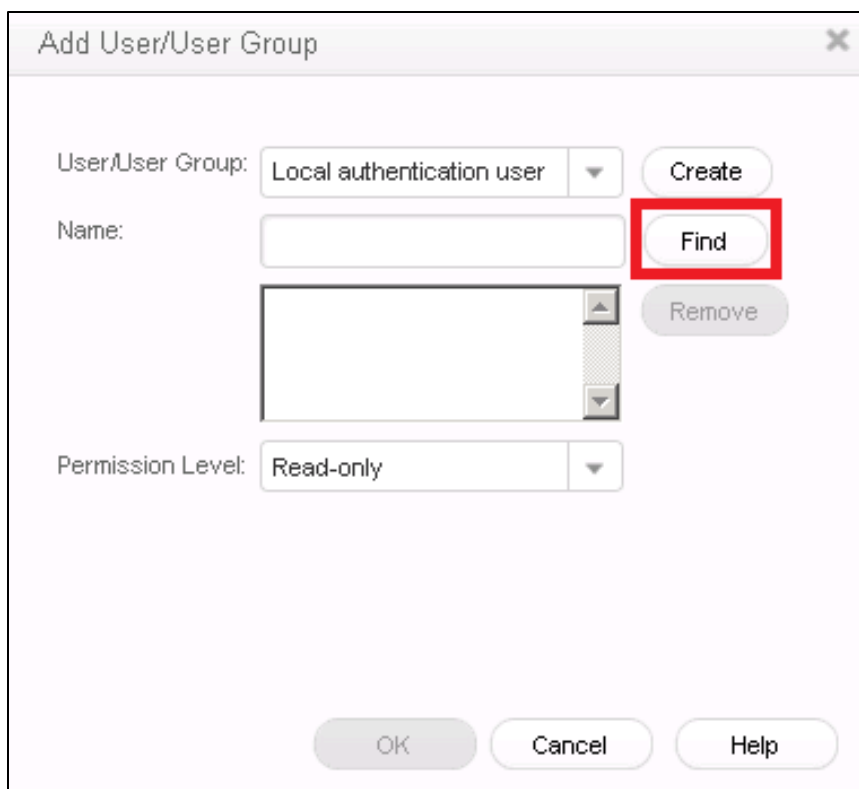 Add User/User Group
User/User Group: Local authentication user Create
Name: Find
Remove
Permission Level: Read-only
OK Cancel Help